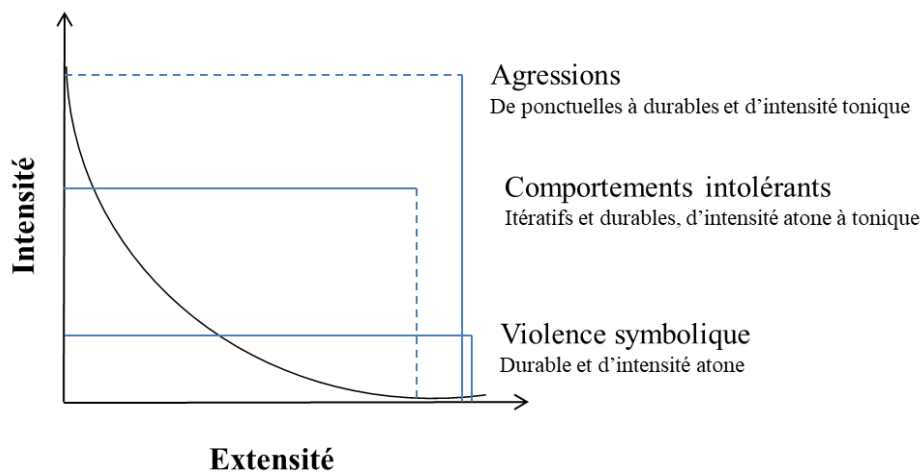 Agressions
De ponctuelles à durables et d’intensité tonique
Comportements intolérants
Itératifs et durables, d’intensité atone à tonique
Intensité
Violence symbolique
Durable et d’intensité atone
Extensité